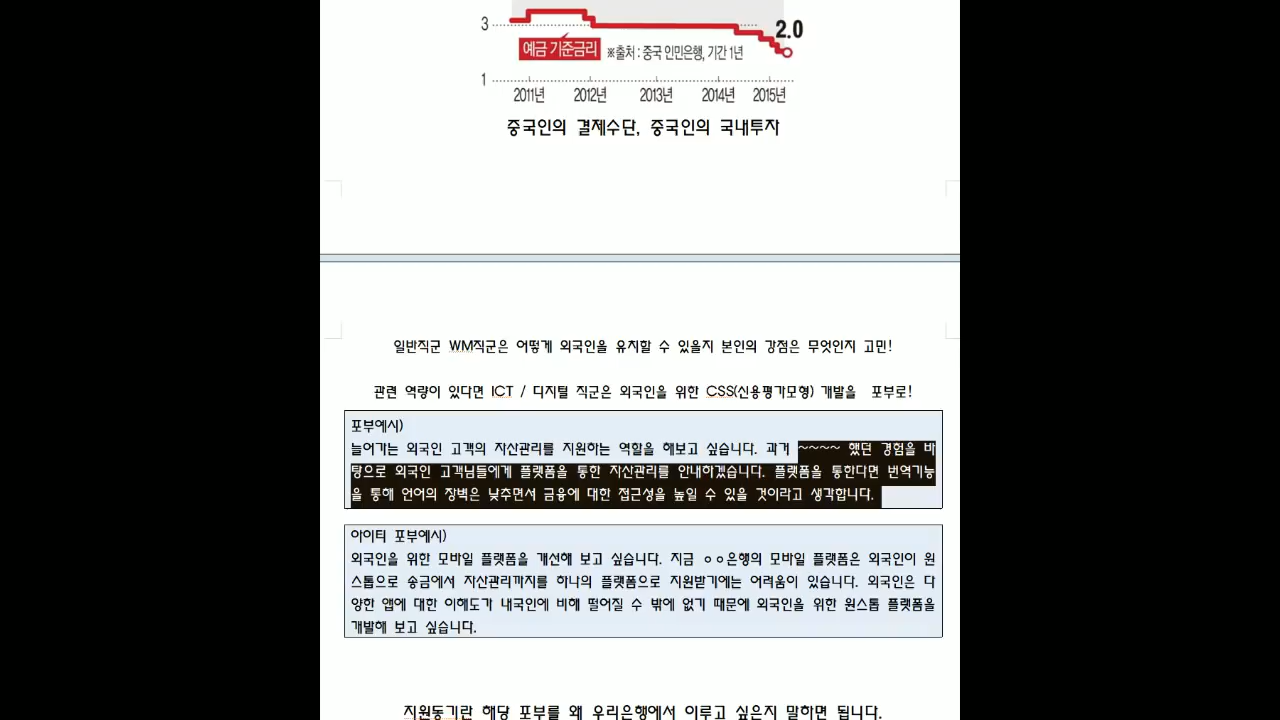 3
2.0
예금 기준금리
※출처 : 중국 인민은행, 기간 1년
1
2011년 2012년 2013년 2014년 2015년
중국인의 결제수단, 중국인의 국내투자
일반직군 WM직군은 어떻게 외국인을 유치할 수 있을지 본인의 강점은 무엇인지 고민!
관련 역량이 있다면 ICT / 디지털 직군은 외국인을 위한 CSS(신용평가모형) 개발을 포부로!
포부예시)
늘어가는 외국인 고객의 자산관리를 지원하는 역할을 해보고 싶습니다. 과거 ~~~~ 했던 경험을 바
탕으로 외국인 고객님들에게 플랫폼을 통한 자산관리를 안내하겠습니다. 플랫폼을 통한다면 번역기능
을 통해 언어의 장벽은 낮추면서 금융에 대한 접근성을 높일 수 있을 것이라고 생각합니다.
아이티 포부예시)
외국인을 위한 모바일 플랫폼을 개선해 보고 싶습니다. 지금 ㅇㅇ은행의 모바일 플랫폼은 외국인이 원
스톱으로 송금에서 자산관리까지를 하나의 플랫폼으로 지원받기에는 어려움이 있습니다. 외국인은 다
양한 앱에 대한 이해도가 내국인에 비해 떨어질 수 밖에 없기 때문에 외국인을 위한 원스톱 플랫폼을
개발해 보고 싶습니다.
지원동기란 해당 포부를 왜 우리은행에서 이루고 싶은지 말하면 됩니다.